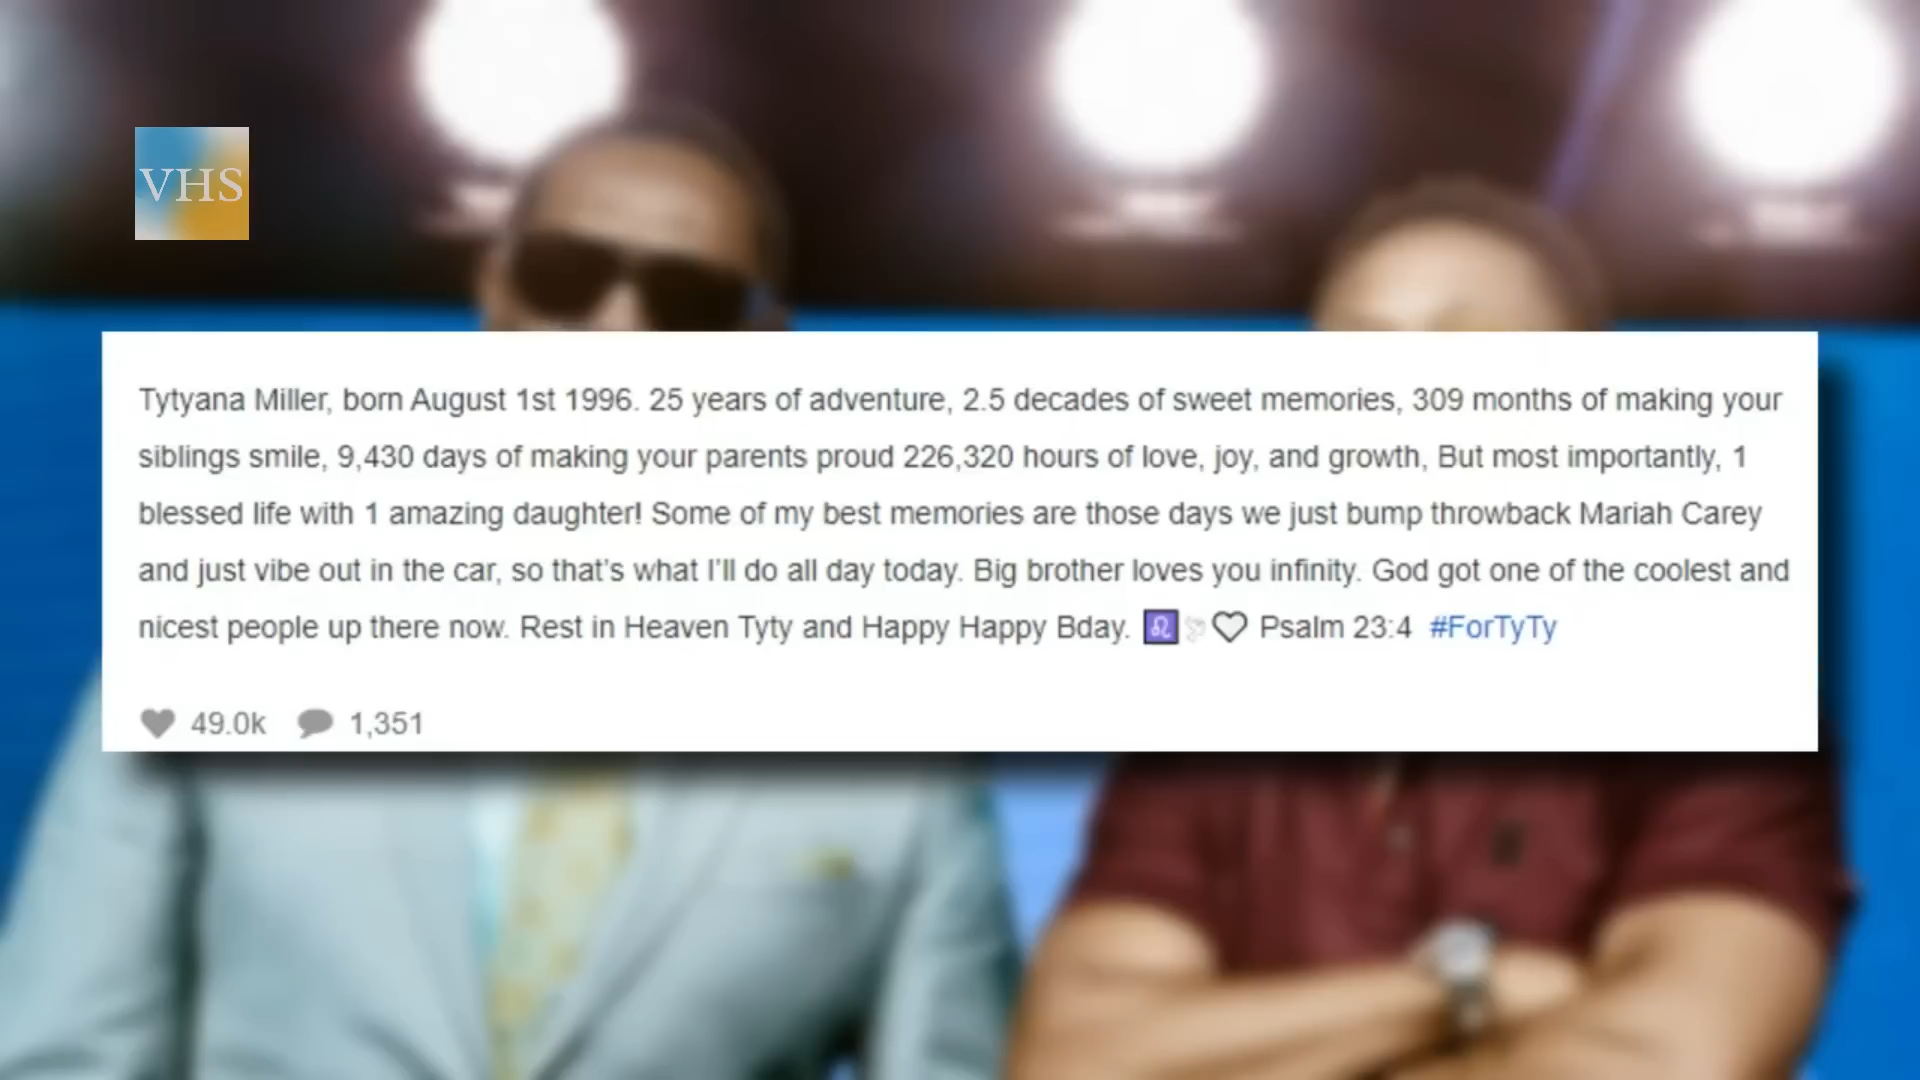 VHS
Tytyana Miller, born August 1st 1996. 25 years of adventure, 2.5 decades of sweet memories, 309 months of making your
siblings smile, 9,430 days of making your parents proud 226,320 hours of love, joy, and growth, But most importantly, 1
blessed life with 1 amazing daughter! Some of my best memories are those days we just bump throwback Mariah Carey
and just vibe out in the car, so that's what I'll do all day today. Big brother loves you infinity. God got one of the coolest and
nicest people up there now. Rest in Heaven Tyty and Happy Happy Bday. ♌🕊🤍 Psalm 23:4 #ForTyTy
49.0k 1,351